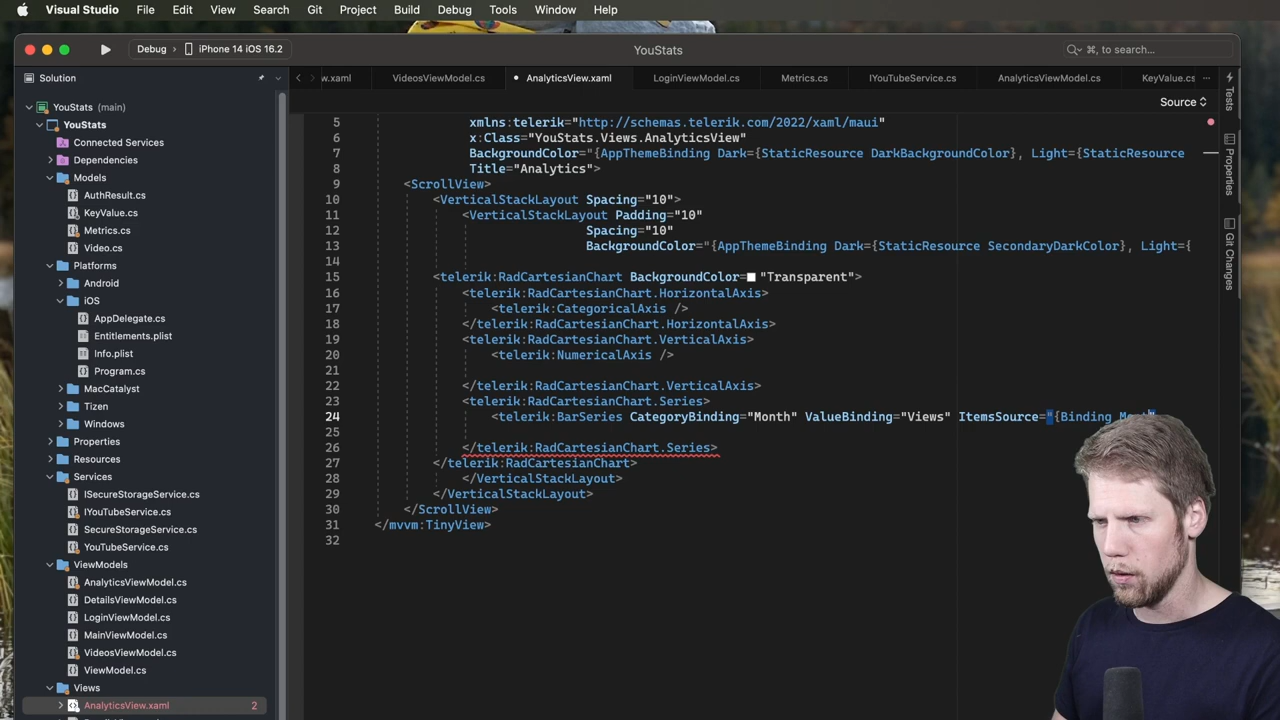 Visual Studio File Edit View Search Git Project Build Debug Tools Window Help
Debug > iPhone 14 iOS 16.2
YouStats
⌘, to search...
Solution
w.xaml VideosViewModel.cs AnalyticsView.xaml LoginViewModel.cs Metrics.cs IYouTubeService.cs AnalyticsViewModel.cs KeyValue.cs
Source
Tests
Properties
Git Changes
YouStats (main)
YouStats
Connected Services
Dependencies
Models
AuthResult.cs
KeyValue.cs
Metrics.cs
Video.cs
Platforms
Android
iOS
AppDelegate.cs
Entitlements.plist
Info.plist
Program.cs
MacCatalyst
Tizen
Windows
Properties
Resources
Services
ISecureStorageService.cs
IYouTubeService.cs
SecureStorageService.cs
YouTubeService.cs
ViewModels
AnalyticsViewModel.cs
DetailsViewModel.cs
LoginViewModel.cs
MainViewModel.cs
VideosViewModel.cs
ViewModel.cs
Views
AnalyticsView.xaml 2
5 xmlns:telerik="http://schemas.telerik.com/2022/xaml/maui"
6 x:Class="YouStats.Views.AnalyticsView"
7 BackgroundColor="{AppThemeBinding Dark={StaticResource DarkBackgroundColor}, Light={StaticResource
8 Title="Analytics">
9 <ScrollView>
10 <VerticalStackLayout Spacing="10">
11 <VerticalStackLayout Padding="10"
12 Spacing="10"
13 BackgroundColor="{AppThemeBinding Dark={StaticResource SecondaryDarkColor}, Light={
14
15 <telerik:RadCartesianChart BackgroundColor="Transparent">
16 <telerik:RadCartesianChart.HorizontalAxis>
17 <telerik:CategoricalAxis />
18 </telerik:RadCartesianChart.HorizontalAxis>
19 <telerik:RadCartesianChart.VerticalAxis>
20 <telerik:NumericalAxis />
21
22 </telerik:RadCartesianChart.VerticalAxis>
23 <telerik:RadCartesianChart.Series>
24 <telerik:BarSeries CategoryBinding="Month" ValueBinding="Views" ItemsSource="{Binding
25
26 </telerik:RadCartesianChart.Series>
27 </telerik:RadCartesianChart>
28 </VerticalStackLayout>
29 </VerticalStackLayout>
30 </ScrollView>
31 </mvvm:TinyView>
32